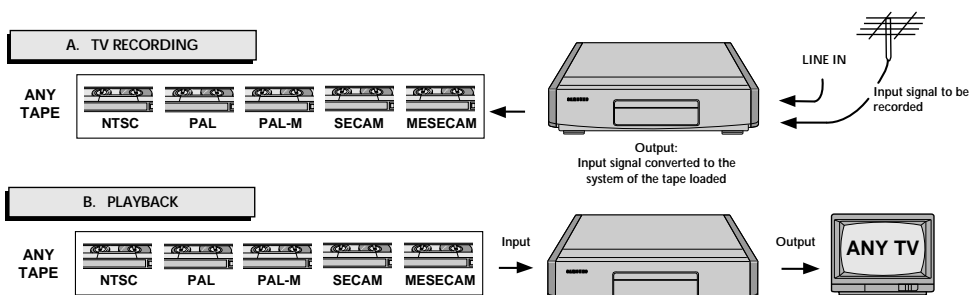 A. TV RECORDING
LINE IN
ANY
TAPE
NTSC PAL PAL-M SECAM MESECAM
Input signal to be
recorded
SAMSUNG
Output:
Input signal converted to the
system of the tape loaded
B. PLAYBACK
ANY
TAPE
NTSC PAL PAL-M SECAM MESECAM
Input
SAMSUNG
Output
ANY TV